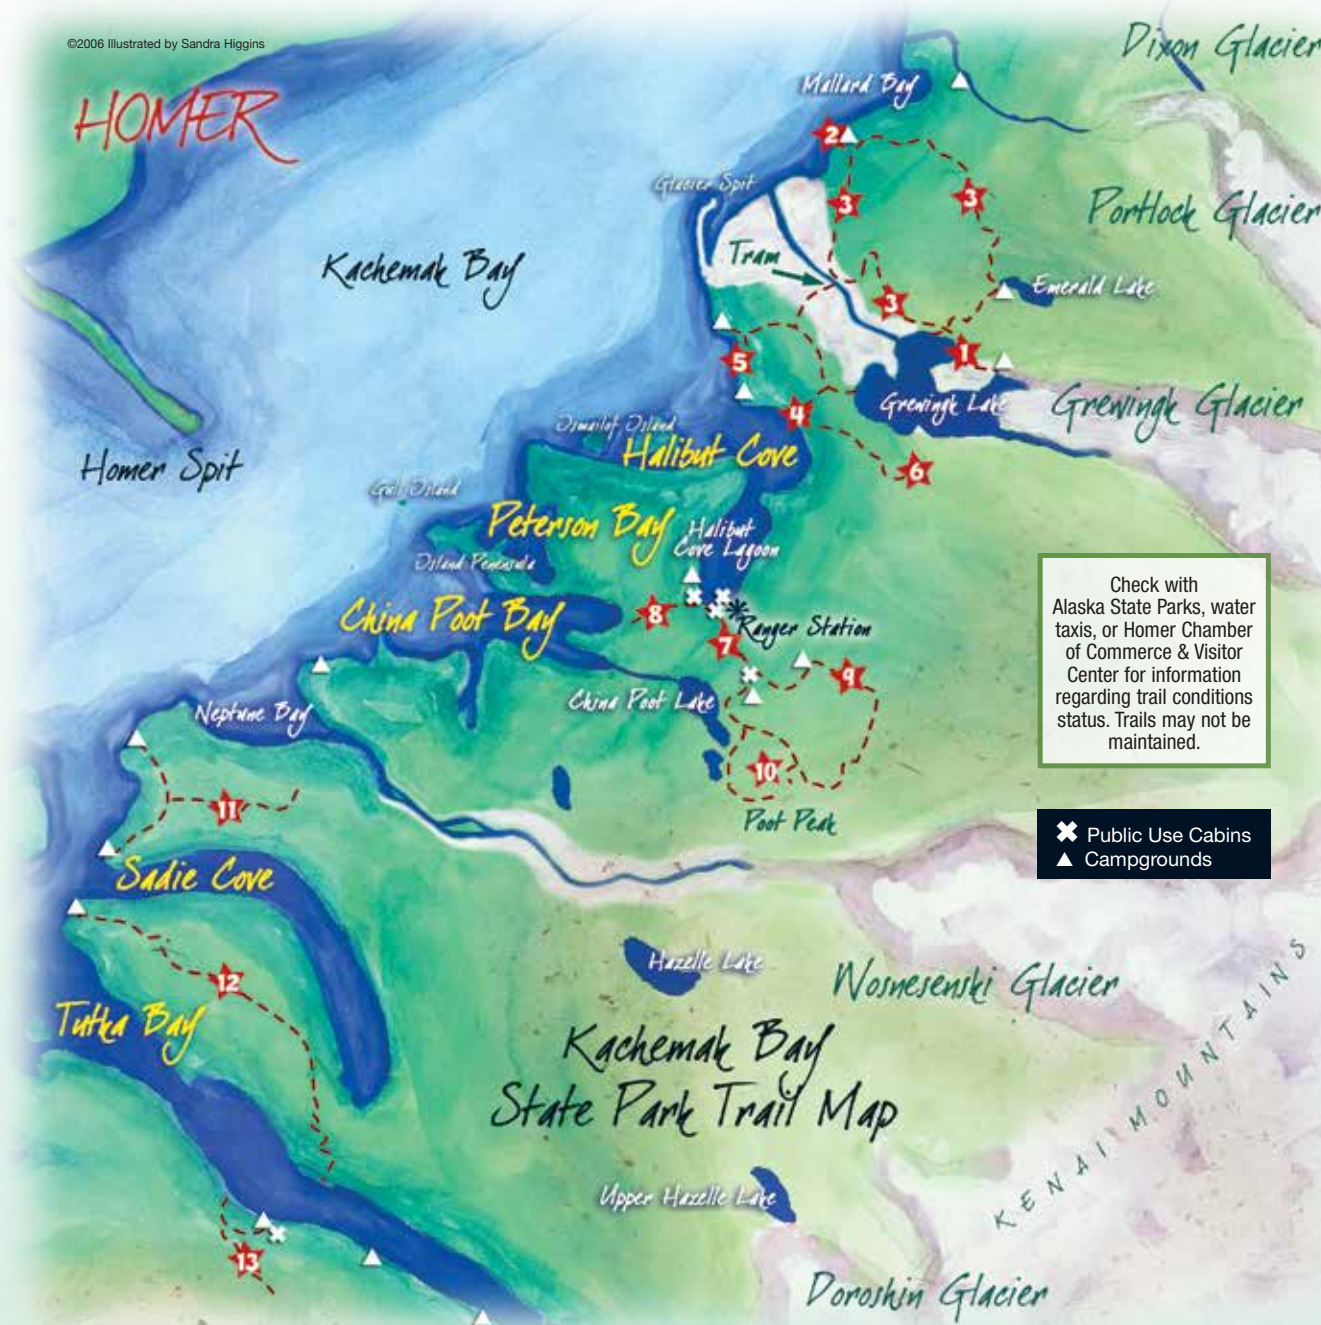 ©2006 Illustrated by Sandra Higgins
HOMER
Dixon Glacier
Mallard Bay
2
Glacier Spit
3
3
Portlock Glacier
Kachemak Bay
Tram
Emerald Lake
3
1
5
Grewingk Lake
Grewingk Glacier
4
Ismailof Island
Halibut Cove
Homer Spit
6
Gull Island
Peterson Bay
Halibut
Cove Lagoon
Island Penensula
China Poot Bay
8
Ranger Station
7
9
China Poot Lake
Neptune Bay
10
11
Poot Peak
Check with
Alaska State Parks, water
taxis, or Homer Chamber
of Commerce & Visitor
Center for information
regarding trail conditions
status. Trails may not be
maintained.
Public Use Cabins
Campgrounds
Sadie Cove
Hazelle Lake
Wosnesenski Glacier
12
Tutka Bay
Kachemak Bay
State Park Trail Map
KENAI MOUNTAINS
Upper Hazelle Lake
13
Doroshin Glacier